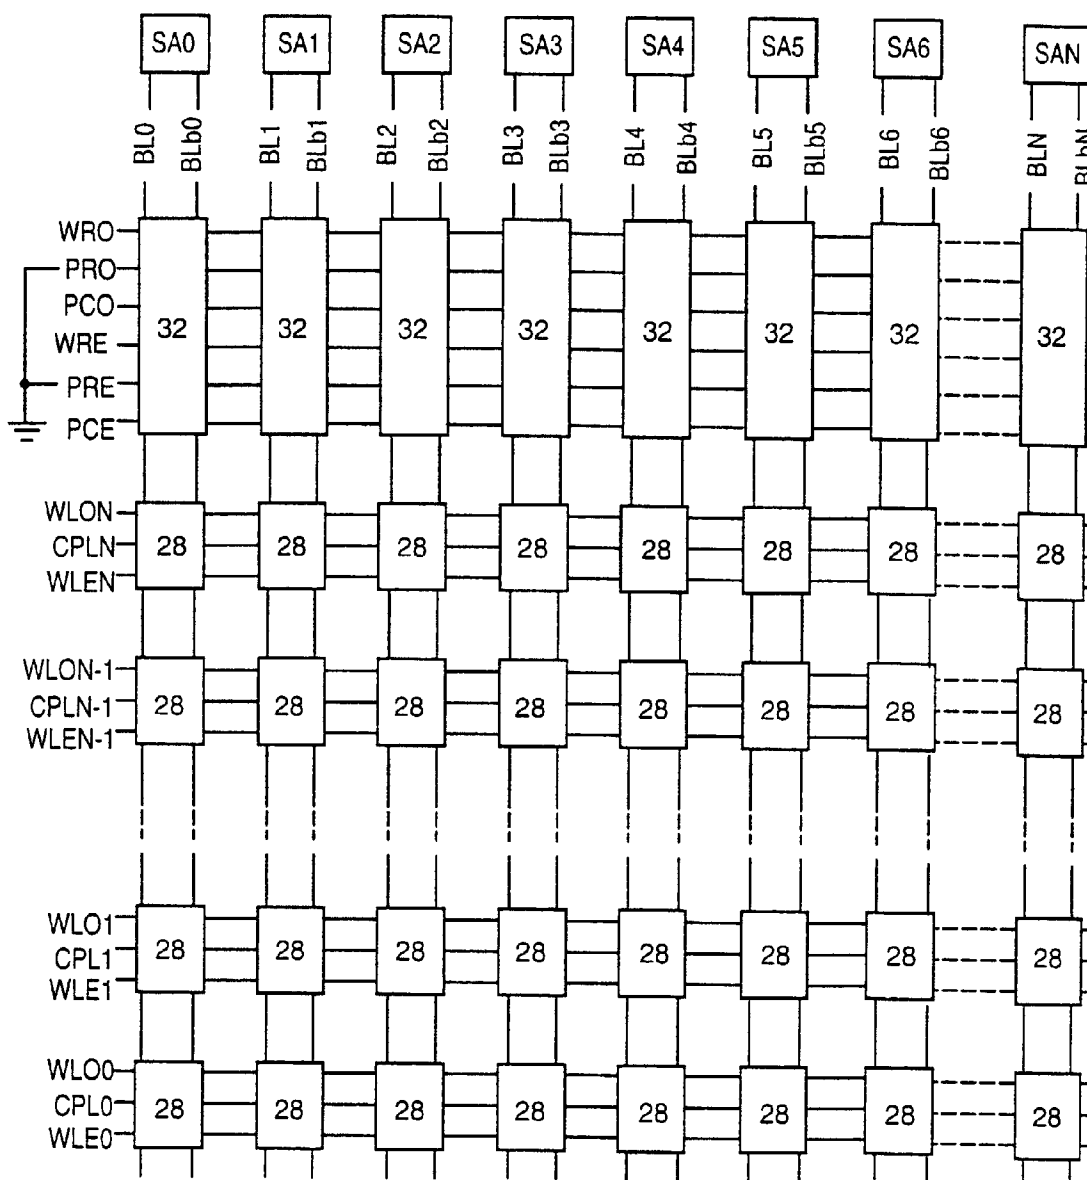 SA0 SA1 SA2 SA3 SA4 SA5 SA6 SAN
BL0 BLb0 BL1 BLb1 BL2 BLb2 BL3 BLb3 BL4 BLb4 BL5 BLb5 BL6 BLb6 BLN BLbN
WRO
PRO
PCO
WRE
PRE
PCE
32 32 32 32 32 32 32 32
WLON
CPLN
WLEN
28 28 28 28 28 28 28 28
WLON-1
CPLN-1
WLEN-1
28 28 28 28 28 28 28 28
WLO1
CPL1
WLE1
28 28 28 28 28 28 28 28
WLO0
CPL0
WLE0
28 28 28 28 28 28 28 28